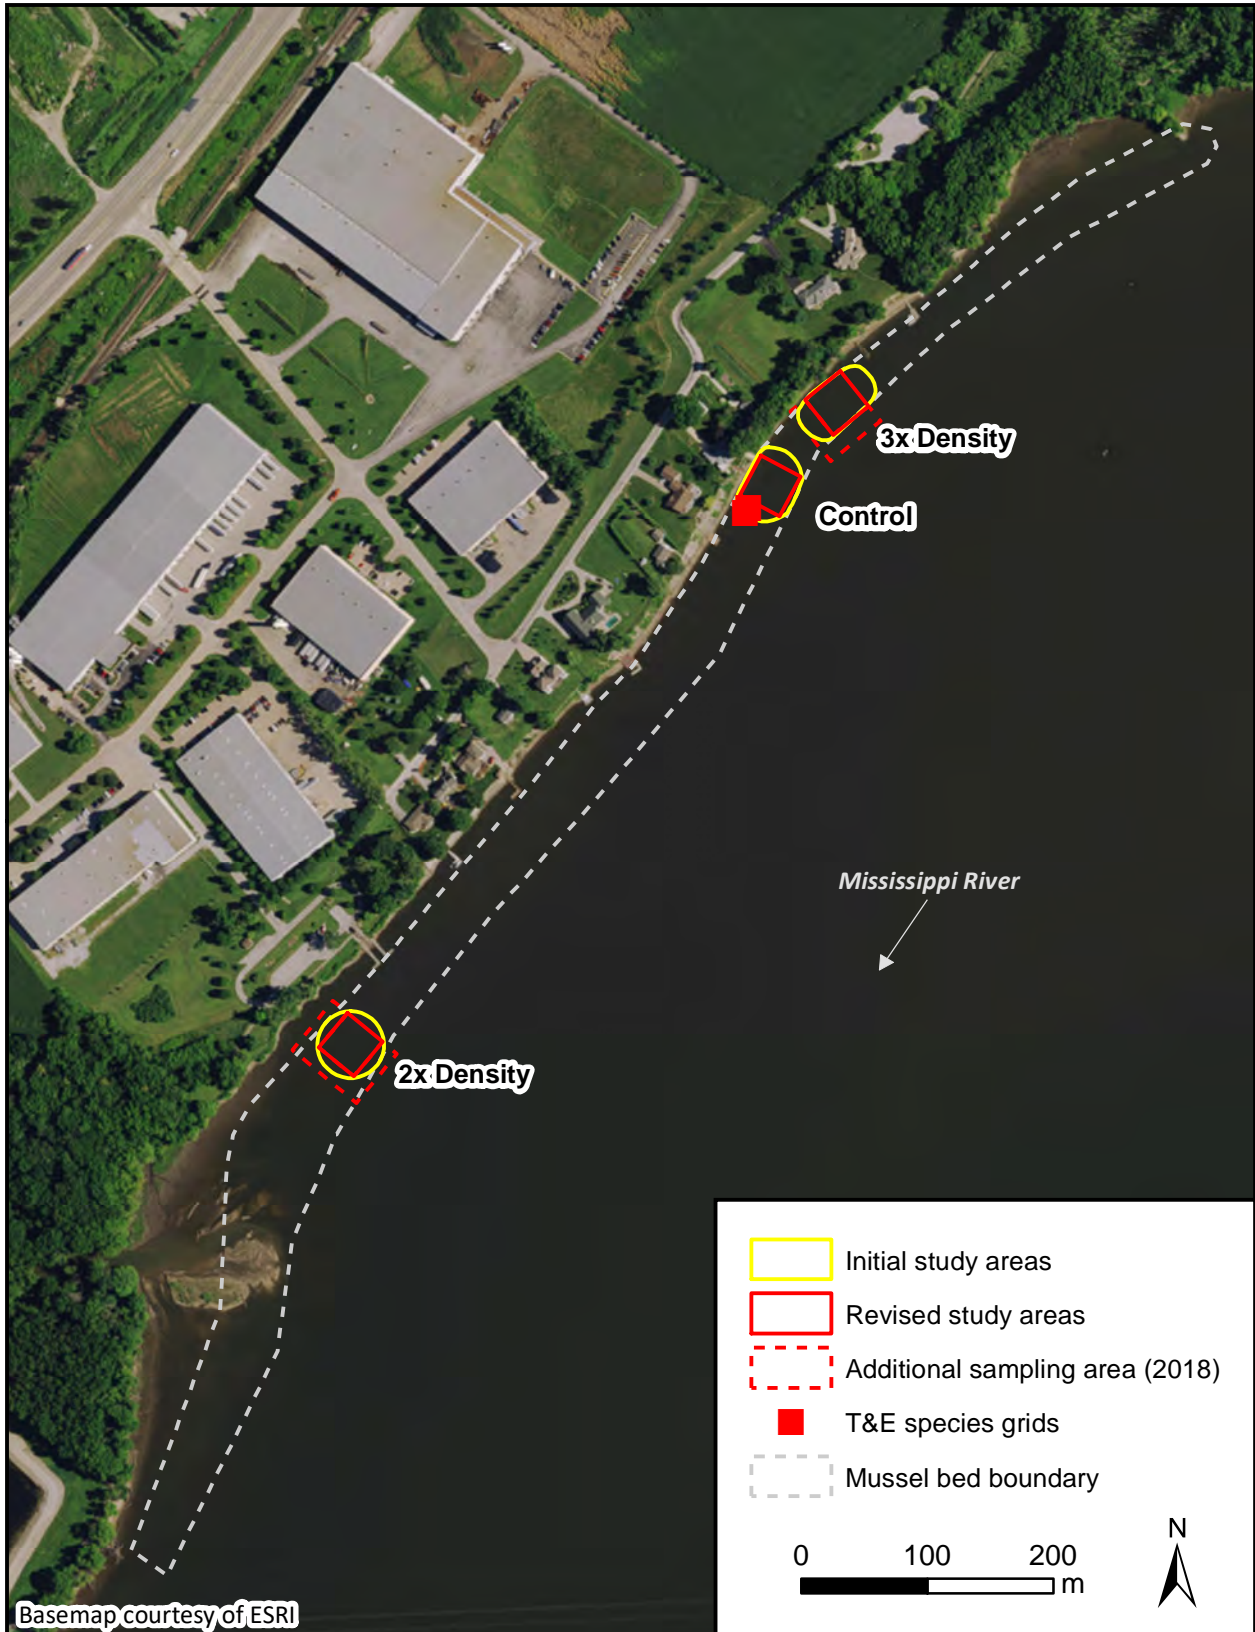 3x Density
Control
Mississippi River
2x Density
Initial study areas
Revised study areas
Additional sampling area (2018)
T&E species grids
Mussel bed boundary
N
0 100 200
m
Basemap courtesy of ESRI